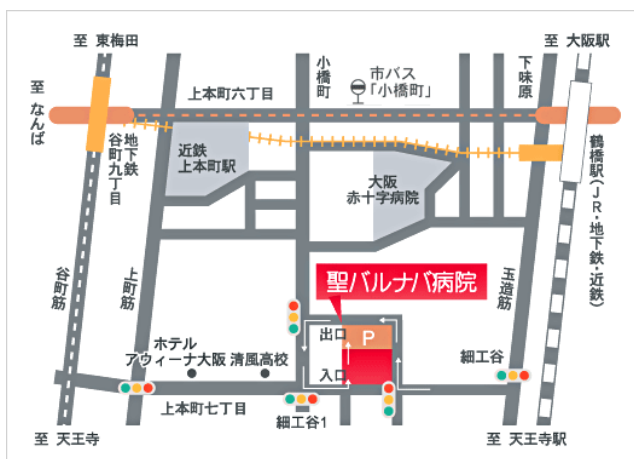 至 東梅田
至 大阪駅
小橋町
市バス
「小橋町」
下味原
上本町六丁目
至 なんば
地下鉄
谷町九丁目
近鉄
上本町駅
大阪
赤十字病院
鶴橋駅(JR・地下鉄・近鉄)
谷町筋
上町筋
聖バルナバ病院
玉造筋
出口
P
入口
ホテル
アウィーナ大阪
清風高校
細工谷
上本町七丁目
細工谷1
至 天王寺
至 天王寺駅